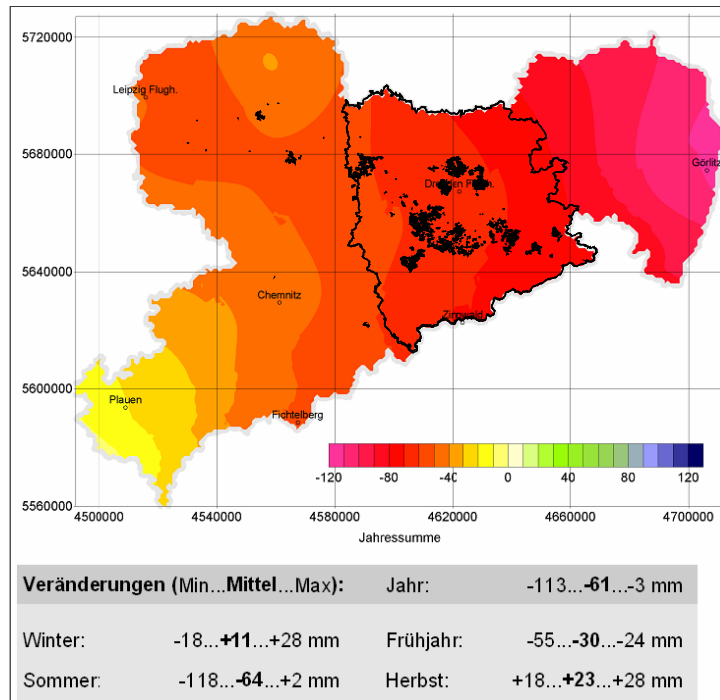 5720000
Leipzig Flugh.
5680000
Görlitz
Dresden Flugh.
5640000
Chemnitz
Zinnwald
5600000
Plauen
Fichtelberg
-120 -80 -40 0 40 80 120
5560000
4500000 4540000 4580000 4620000 4660000 4700000
Jahressumme
Veränderungen (Min...Mittel...Max): Jahr: -113...-61...-3 mm
Winter: -18...+11...+28 mm Frühjahr: -55...-30...-24 mm
Sommer: -118...-64...+2 mm Herbst: +18...+23...+28 mm